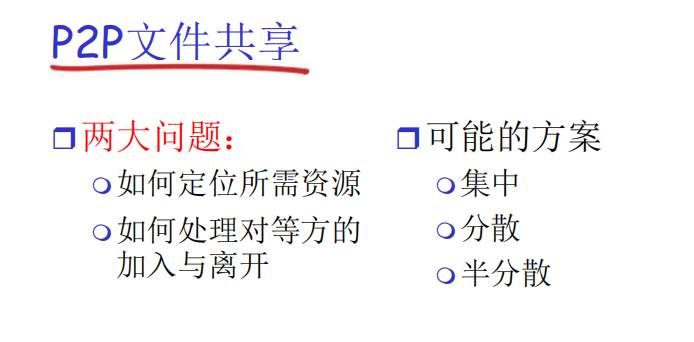 P2P文件共享
两大问题：
如何定位所需资源
如何处理对等方的
加入与离开
可能的方案
集中
分散
半分散